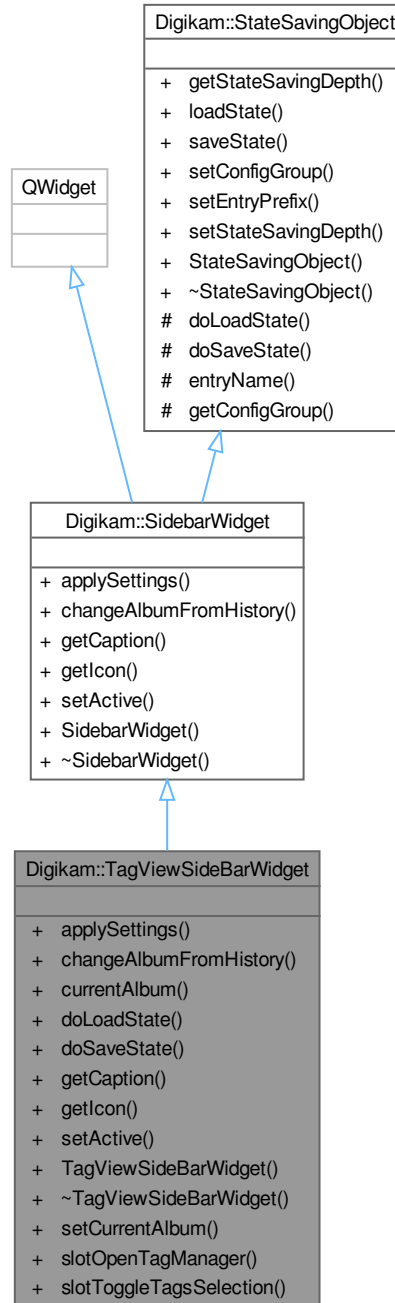 Digikam::StateSavingObject
+ getStateSavingDepth()
+ loadState()
+ saveState()
+ setConfigGroup()
+ setEntryPrefix()
+ setStateSavingDepth()
+ StateSavingObject()
+ ~StateSavingObject()
# doLoadState()
# doSaveState()
# entryName()
# getConfigGroup()
QWidget
Digikam::SidebarWidget
+ applySettings()
+ changeAlbumFromHistory()
+ getCaption()
+ getIcon()
+ setActive()
+ SidebarWidget()
+ ~SidebarWidget()
Digikam::TagViewSideBarWidget
+ applySettings()
+ changeAlbumFromHistory()
+ currentAlbum()
+ doLoadState()
+ doSaveState()
+ getCaption()
+ getIcon()
+ setActive()
+ TagViewSideBarWidget()
+ ~TagViewSideBarWidget()
+ setCurrentAlbum()
+ slotOpenTagManager()
+ slotToggleTagsSelection()